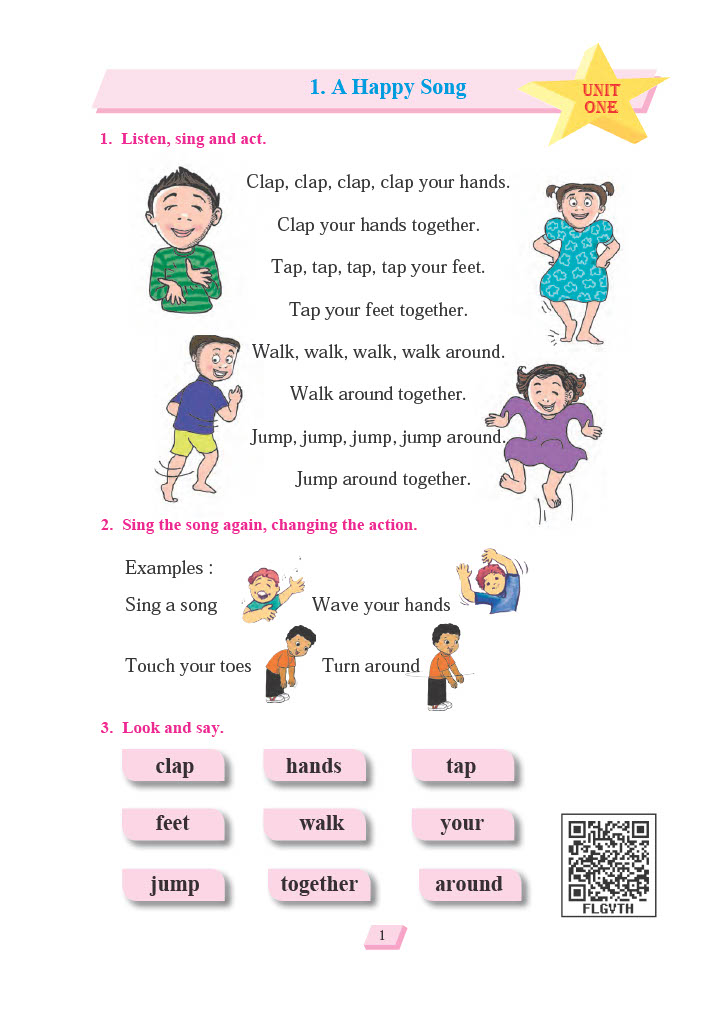 1. A Happy Song
UNIT
ONE
1. Listen, sing and act.
Clap, clap, clap, clap your hands.
Clap your hands together.
Tap, tap, tap, tap your feet.
Tap your feet together.
Walk, walk, walk, walk around.
Walk around together.
Jump, jump, jump, jump around.
Jump around together.
2. Sing the song again, changing the action.
Examples :
Sing a song Wave your hands
Touch your toes Turn around
3. Look and say.
clap hands tap
feet walk your
jump together around
FLGVTH
1